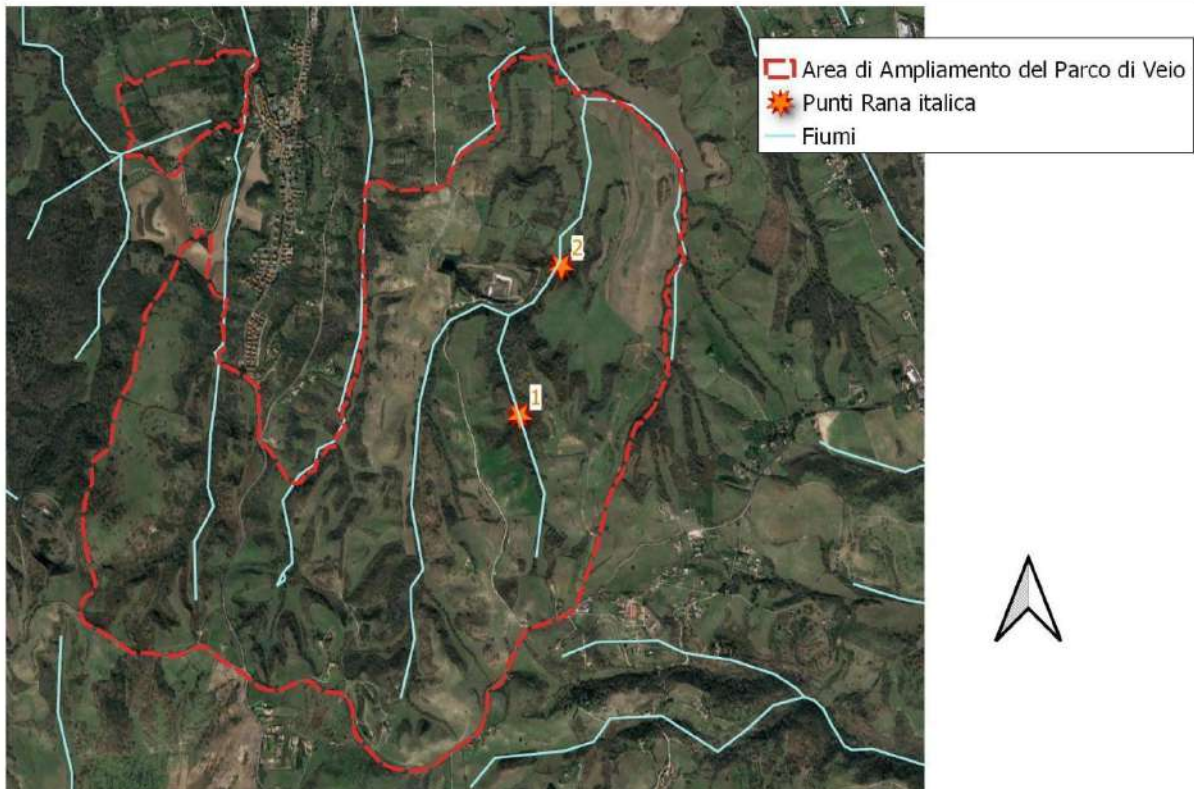 Area di Ampliamento del Parco di Veio
Punti Rana italica
Fiumi
2
1